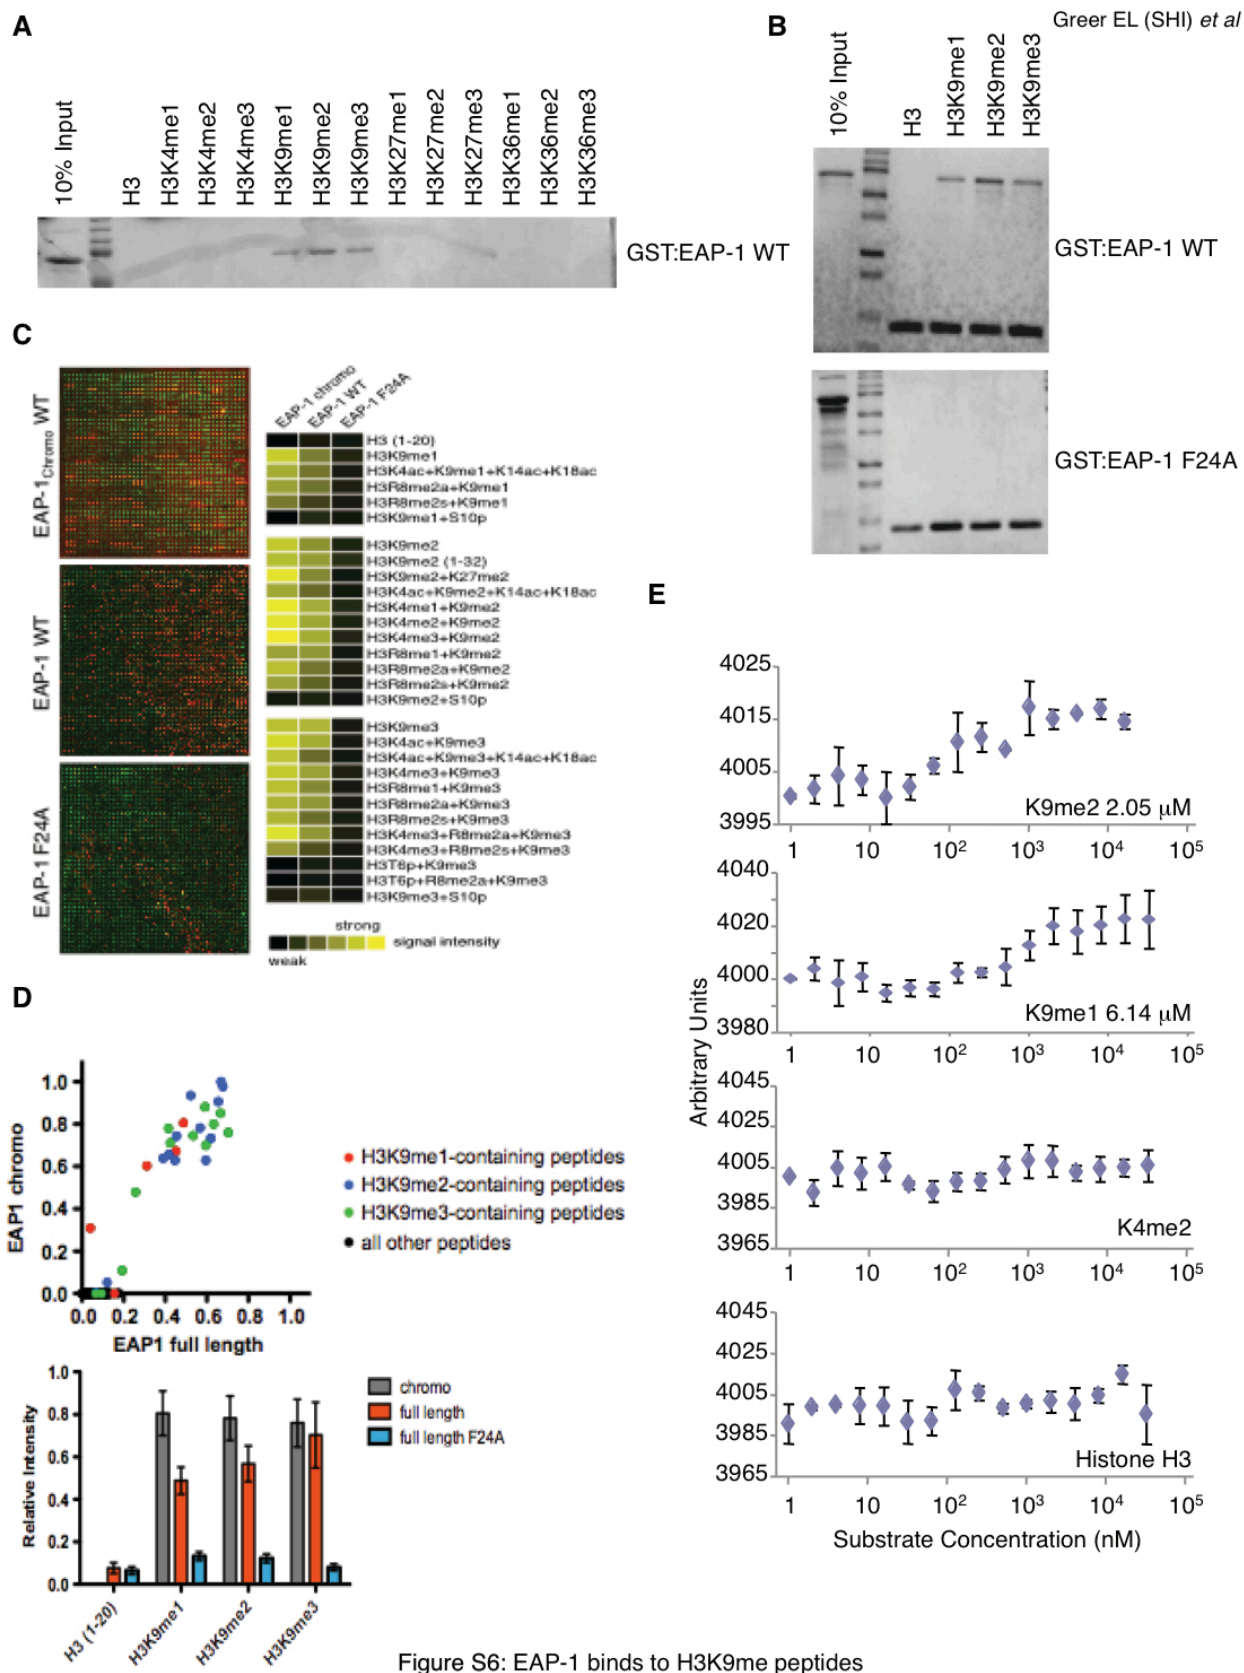 Greer EL (SHI) et al
A
10% Input
H3
H3K4me1
H3K4me2
H3K4me3
H3K9me1
H3K9me2
H3K9me3
H3K27me1
H3K27me2
H3K27me3
H3K36me1
H3K36me2
H3K36me3
GST:EAP-1 WT
B
10% Input
H3
H3K9me1
H3K9me2
H3K9me3
GST:EAP-1 WT
GST:EAP-1 F24A
C
EAP-1Chromo WT
EAP-1 WT
EAP-1 F24A
EAP-1 chromo
EAP-1 WT
EAP-1 F24A
H3 (1-20)
H3K9me1
H3K4ac+K9me1+K14ac+K18ac
H3R8me2a+K9me1
H3R8me2s+K9me1
H3K9me1+S10p
H3K9me2
H3K9me2 (1-32)
H3K9me2+K27me2
H3K4ac+K9me2+K14ac+K18ac
H3K4me1+K9me2
H3K4me2+K9me2
H3K4me3+K9me2
H3R8me1+K9me2
H3R8me2a+K9me2
H3R8me2s+K9me2
H3K9me2+S10p
H3K9me3
H3K4ac+K9me3
H3K4ac+K9me3+K14ac+K18ac
H3K4me3+K9me3
H3R8me1+K9me3
H3R8me2a+K9me3
H3R8me2s+K9me3
H3K4me3+R8me2a+K9me3
H3K4me3+R8me2s+K9me3
H3T6p+K9me3
H3T6p+R8me2a+K9me3
H3K9me3+S10p
strong
signal intensity
weak
D
EAP1 chromo
1.0
0.8
0.6
0.4
0.2
0.0
0.0 0.2 0.4 0.6 0.8 1.0
EAP1 full length
H3K9me1-containing peptides
H3K9me2-containing peptides
H3K9me3-containing peptides
all other peptides
Relative Intensity
1.0
0.8
0.6
0.4
0.2
0.0
chromo
full length
full length F24A
H3 (1-20)
H3K9me1
H3K9me2
H3K9me3
E
Arbitrary Units
4025
4015
4005
3995
K9me2 2.05 µM
1 10 10² 10³ 10⁴ 10⁵
4040
4020
4000
3980
K9me1 6.14 µM
1 10 10² 10³ 10⁴ 10⁵
4045
4025
4005
3985
3965
K4me2
1 10 10² 10³ 10⁴ 10⁵
4045
4025
4005
3985
3965
Histone H3
1 10 10² 10³ 10⁴ 10⁵
Substrate Concentration (nM)
Figure S6: EAP-1 binds to H3K9me peptides